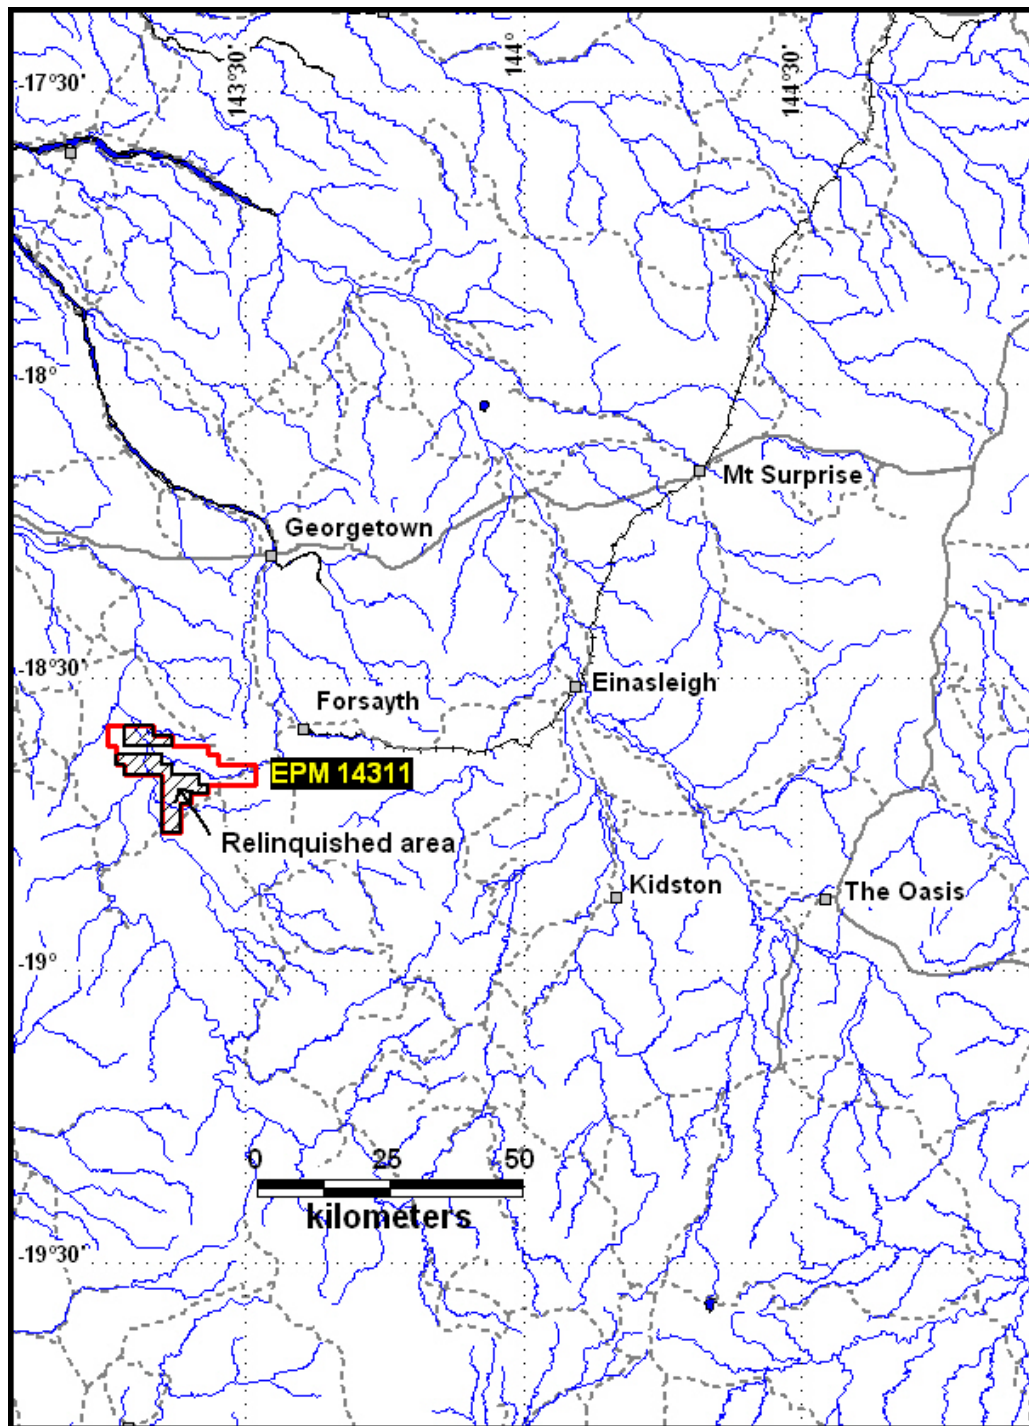 143°30'
144°
144°30'
-17°30'
-18°
Mt Surprise
Georgetown
-18°30'
Einasleigh
Forsayth
EPM 14311
Relinquished area
Kidston
The Oasis
-19°
0 25 50
kilometers
-19°30'